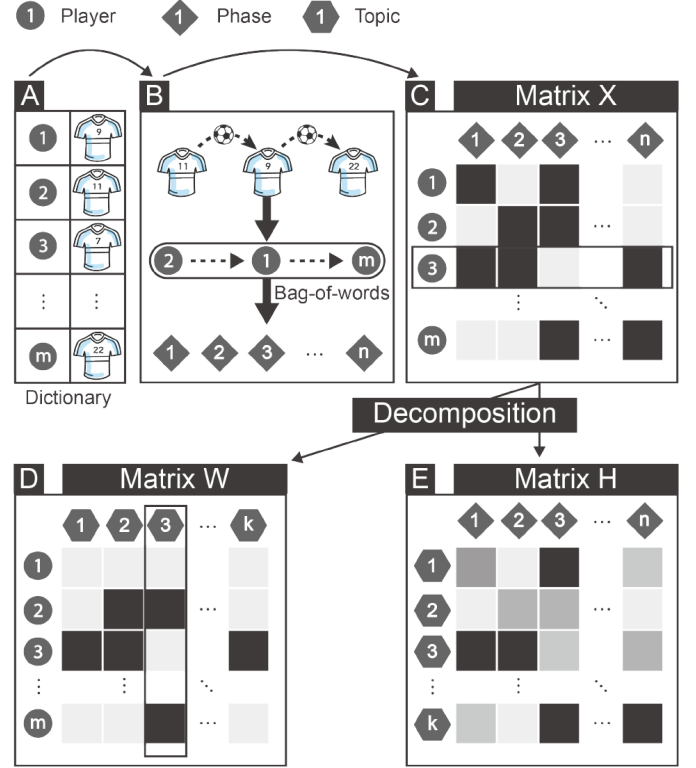 1 Player 1 Phase 1 Topic
A B C Matrix X
1 9
2 11
3 7
⋮ ⋮
m 22
Dictionary
11 9 22
2 1 m
Bag-of-words
1 2 3 ... n
1 2 3 ... n
1
2 ...
3
⋮ ⋱
m ...
Decomposition
D Matrix W
1 2 3 ... k
1
2 ...
3
⋮ ⋮ ⋱
m ...
E Matrix H
1 2 3 ... n
1
2 ...
3
⋮ ⋮ ⋱
k ...